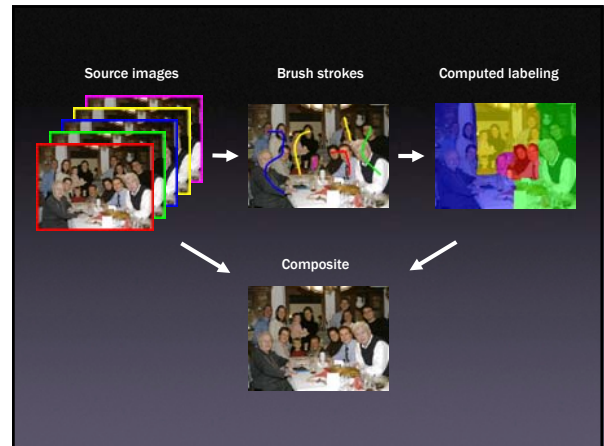 Source images
Brush strokes
Computed labeling
Composite